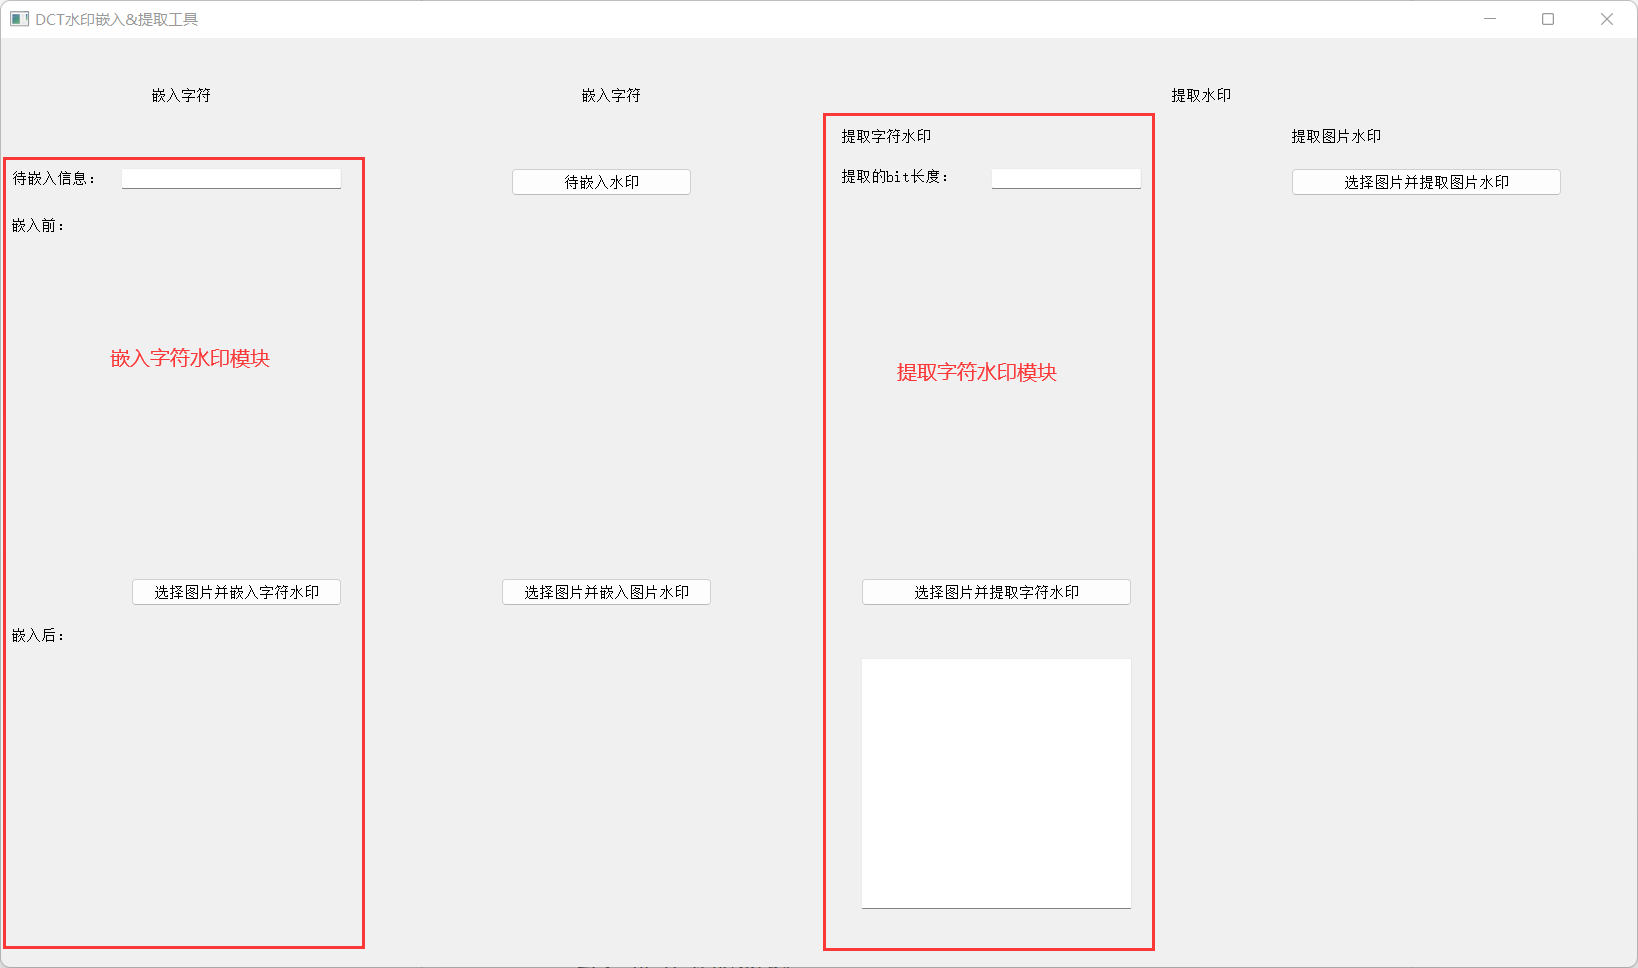 DCT水印嵌入&提取工具
嵌入字符
嵌入字符
提取水印
提取字符水印
提取图片水印
待嵌入信息：
待嵌入水印
提取的bit长度：
选择图片并提取图片水印
嵌入前：
嵌入字符水印模块
提取字符水印模块
选择图片并嵌入字符水印
选择图片并嵌入图片水印
选择图片并提取字符水印
嵌入后：